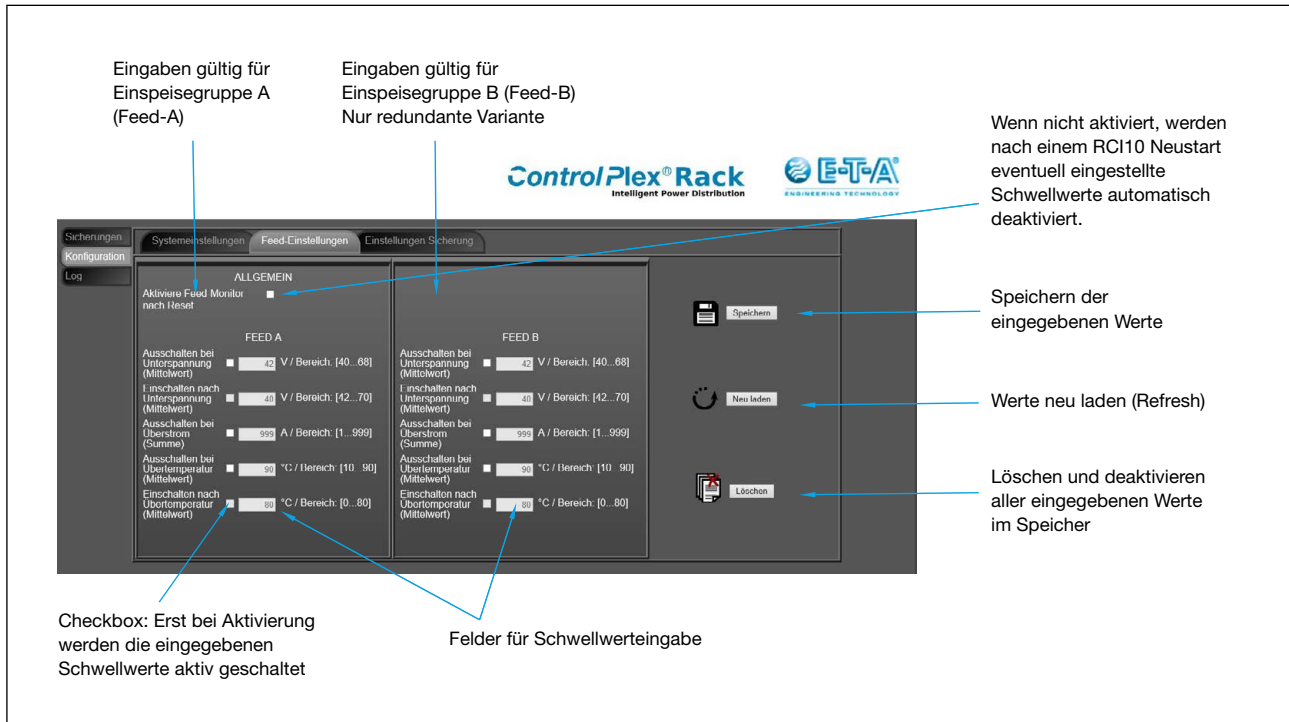 Eingaben gültig für
Einspeisegruppe A
(Feed-A)
Eingaben gültig für
Einspeisegruppe B (Feed-B)
Nur redundante Variante
Wenn nicht aktiviert, werden
nach einem RCI10 Neustart
eventuell eingestellte
Schwellwerte automatisch
deaktiviert.
ControlPlex® Rack
Intelligent Power Distribution
E-T-A®
ENGINEERING TECHNOLOGY
Sicherungen
Konfiguration
Log
Systemeinstellungen
Feed-Einstellungen
Einstellungen Sicherung
ALLGEMEIN
Aktiviere Feed Monitor
nach Reset
FEED A
Ausschalten bei
Unterspannung
(Mittelwert)
42 V / Bereich: [40...68]
Einschalten nach
Unterspannung
(Mittelwert)
40 V / Bereich: [42...70]
Ausschalten bei
Überstrom
(Summe)
999 A / Bereich: [1...999]
Ausschalten bei
Übertemperatur
(Mittelwert)
90 °C / Bereich: [10...90]
Einschalten nach
Übertemperatur
(Mittelwert)
80 °C / Bereich: [0...80]
FEED B
Ausschalten bei
Unterspannung
(Mittelwert)
42 V / Bereich: [40...68]
Einschalten nach
Unterspannung
(Mittelwert)
40 V / Bereich: [42...70]
Ausschalten bei
Überstrom
(Summe)
999 A / Bereich: [1...999]
Ausschalten bei
Übertemperatur
(Mittelwert)
90 °C / Bereich: [10...90]
Einschalten nach
Übertemperatur
(Mittelwert)
80 °C / Bereich: [0...80]
Speichern
Neu laden
Löschen
Speichern der
eingegebenen Werte
Werte neu laden (Refresh)
Löschen und deaktivieren
aller eingegebenen Werte
im Speicher
Checkbox: Erst bei Aktivierung
werden die eingegebenen
Schwellwerte aktiv geschaltet
Felder für Schwellwerteingabe